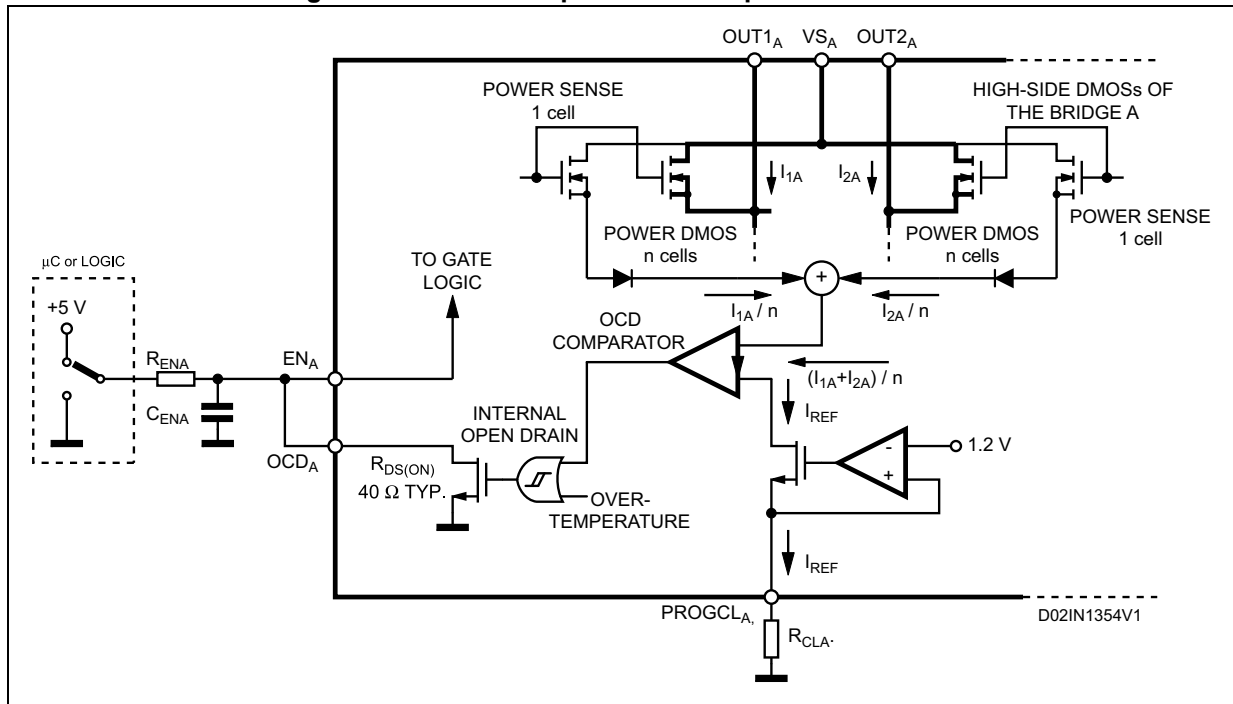 OUT1A VSA OUT2A
POWER SENSE
1 cell
HIGH-SIDE DMOSs OF
THE BRIDGE A
I1A I2A
POWER DMOS
n cells
POWER DMOS
n cells
POWER SENSE
1 cell
μC or LOGIC
+5 V
TO GATE
LOGIC
+
I1A / n
I2A / n
OCD
COMPARATOR
RENA
ENA
(I1A+I2A) / n
CENA
INTERNAL
OPEN DRAIN
IREF
- 
1.2 V
+
OCDA
RDS(ON)
40 Ω TYP.
OVER-
TEMPERATURE
IREF
PROGCLA,
RCLA.
D02IN1354V1